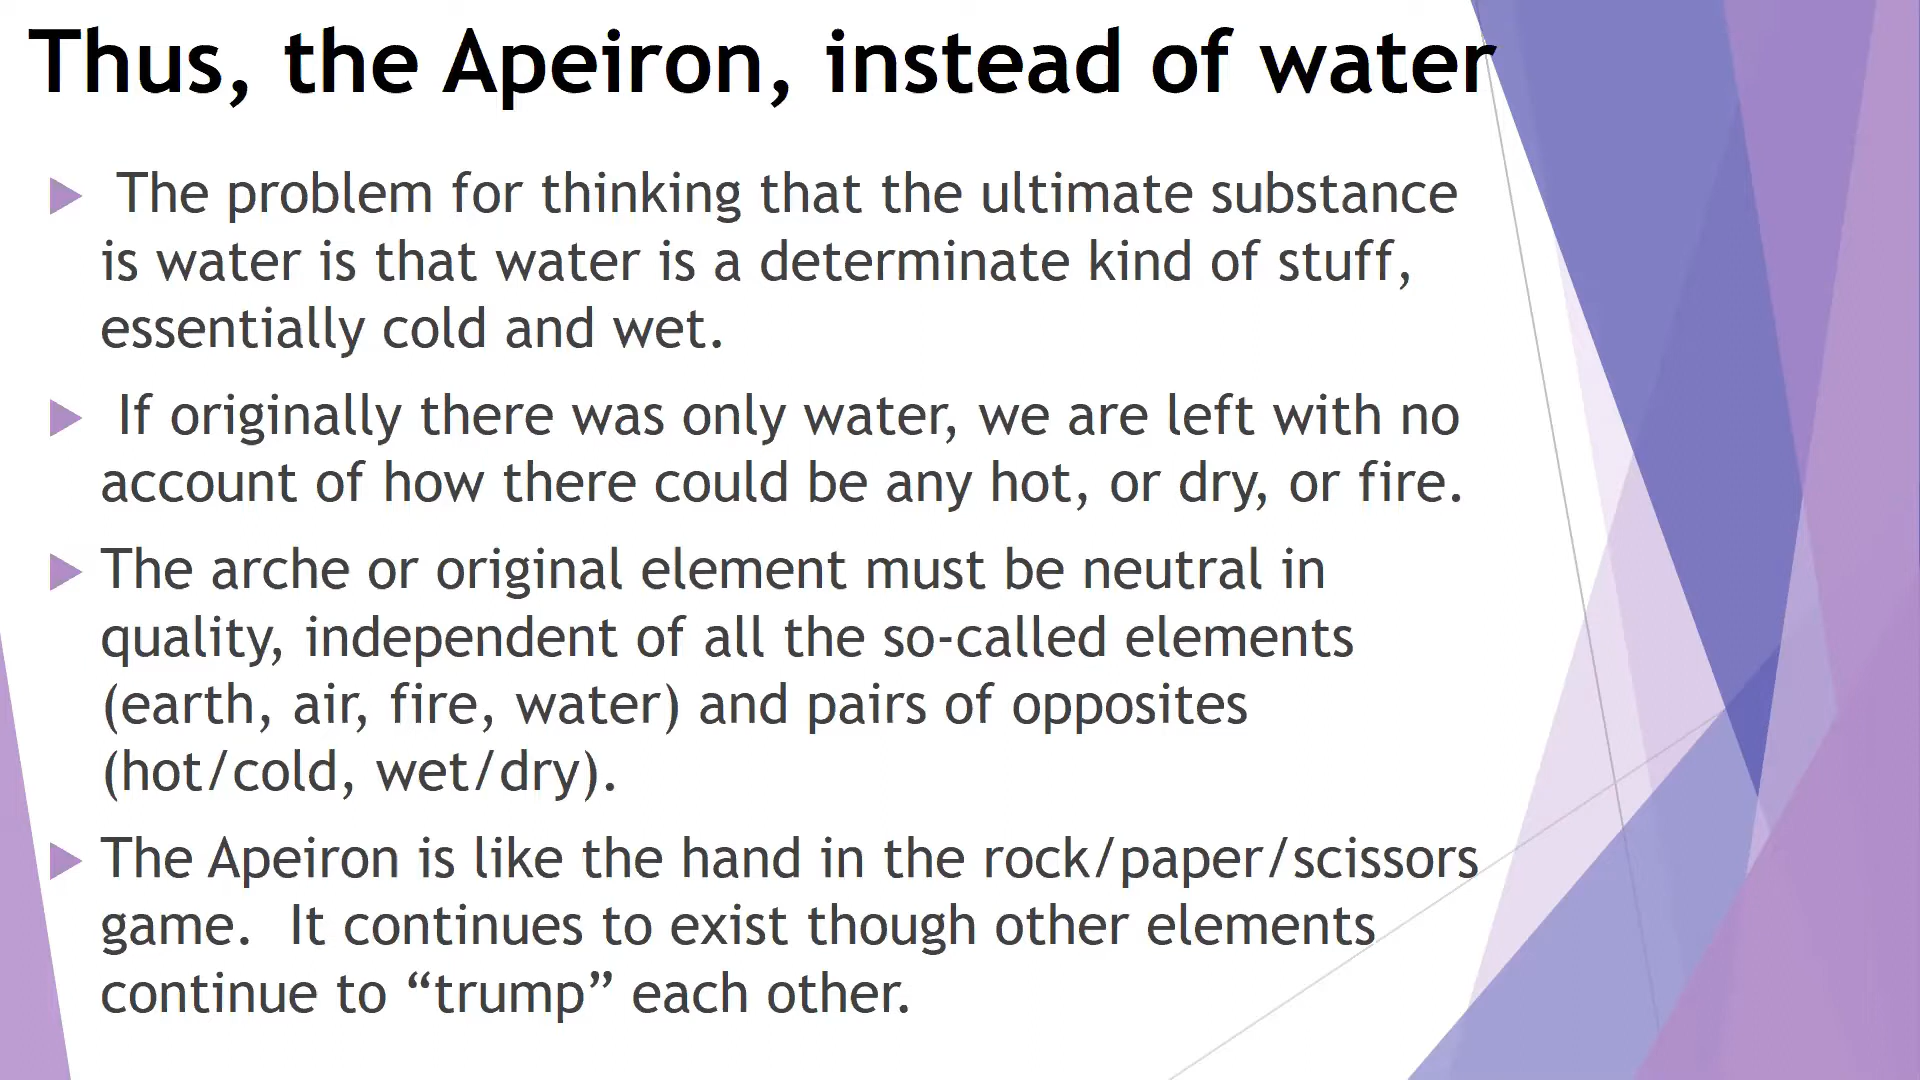 Thus, the Apeiron, instead of water
The problem for thinking that the ultimate substance
is water is that water is a determinate kind of stuff,
essentially cold and wet.
If originally there was only water, we are left with no
account of how there could be any hot, or dry, or fire.
The arche or original element must be neutral in
quality, independent of all the so-called elements
(earth, air, fire, water) and pairs of opposites
(hot/cold, wet/dry).
The Apeiron is like the hand in the rock/paper/scissors
game.  It continues to exist though other elements
continue to “trump” each other.